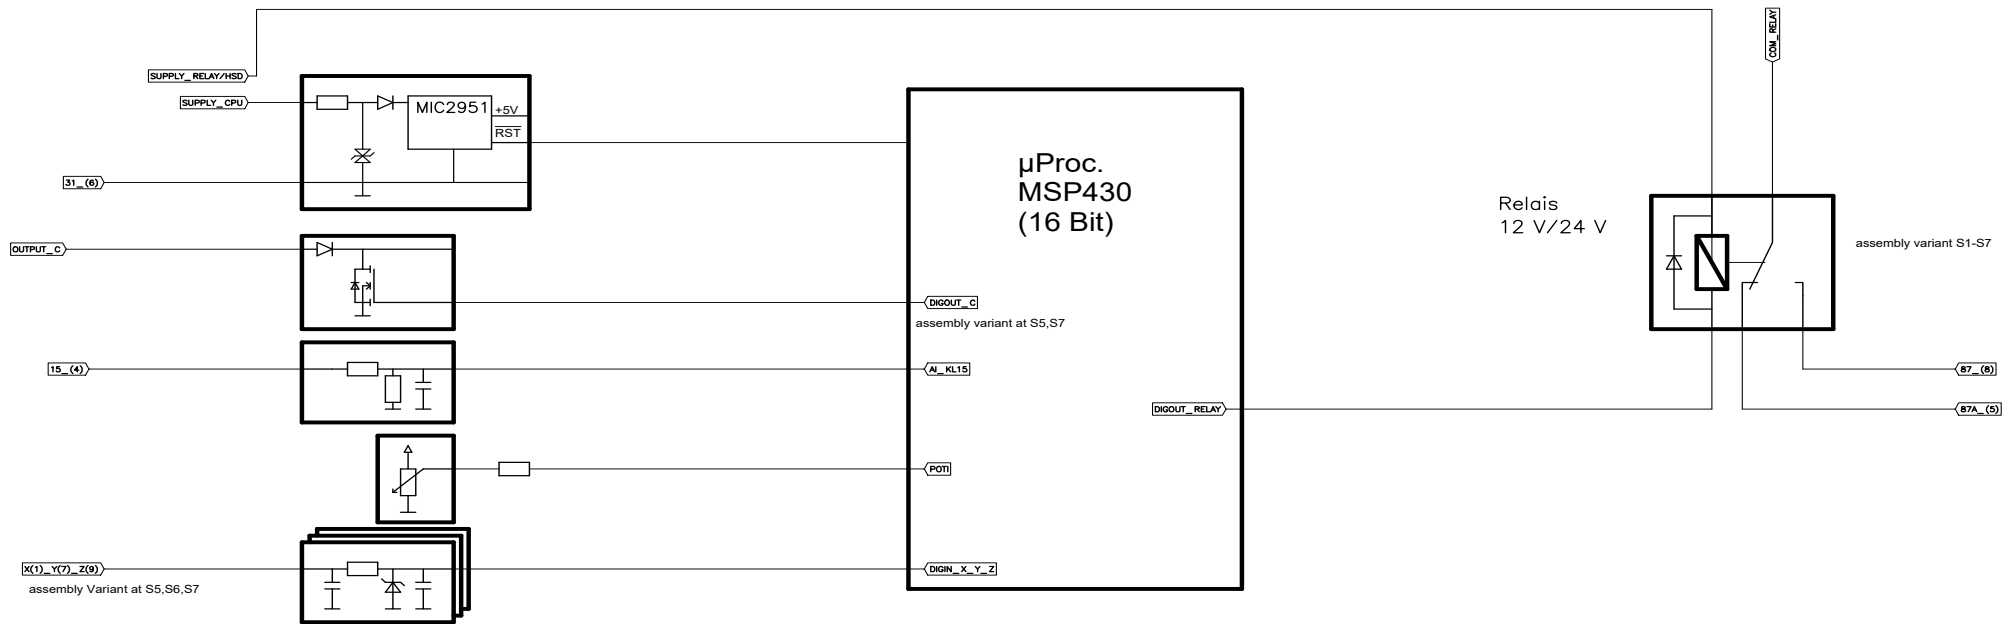 COM_RELAY
SUPPLY_RELAY/HSD
SUPPLY_CPU
MIC2951
+5V
RST
31_(6)
µProc.
MSP430
(16 Bit)
Relais
12 V/24 V
assembly variant S1-S7
OUTPUT_C
DIGOUT_C
assembly variant at S5,S7
15_(4)
AI_KL15
87_(8)
DIGOUT_RELAY
87A_(5)
POTI
X(1)_Y(7)_Z(9)
DIGIN_X_Y_Z
assembly Variant at S5,S6,S7